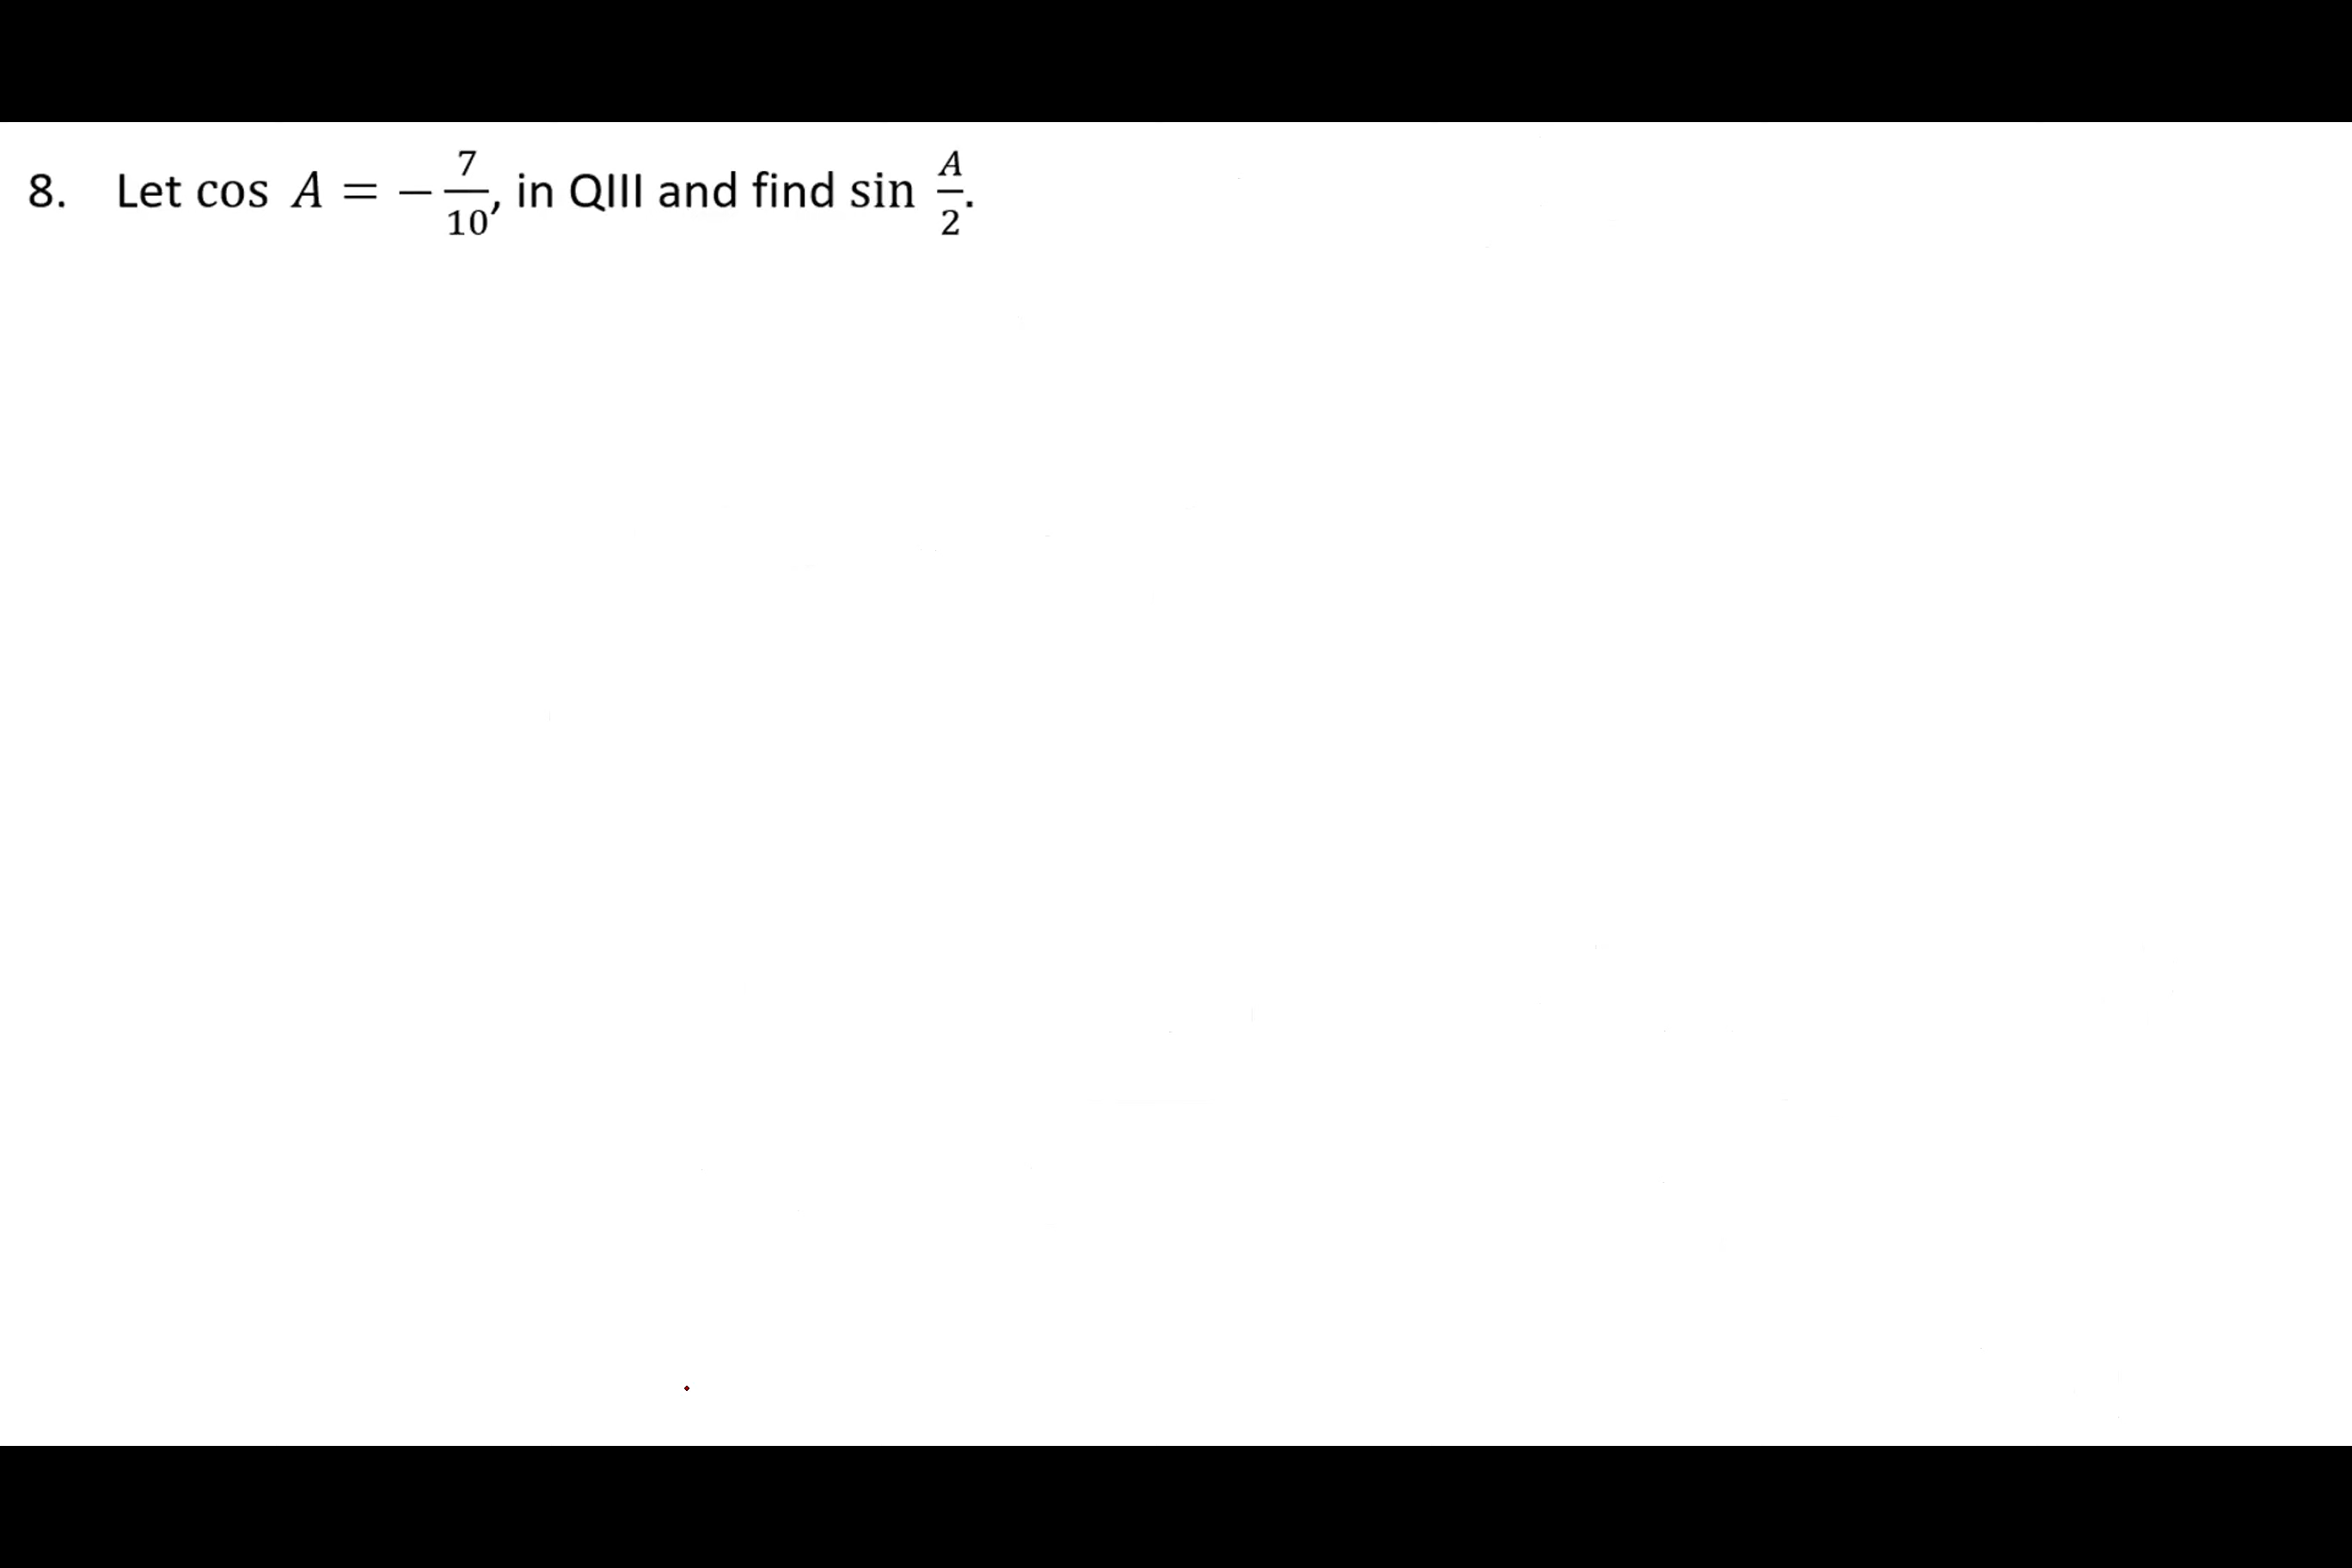 8. Let cos A = −7/10, in QIII and find sin A/2.